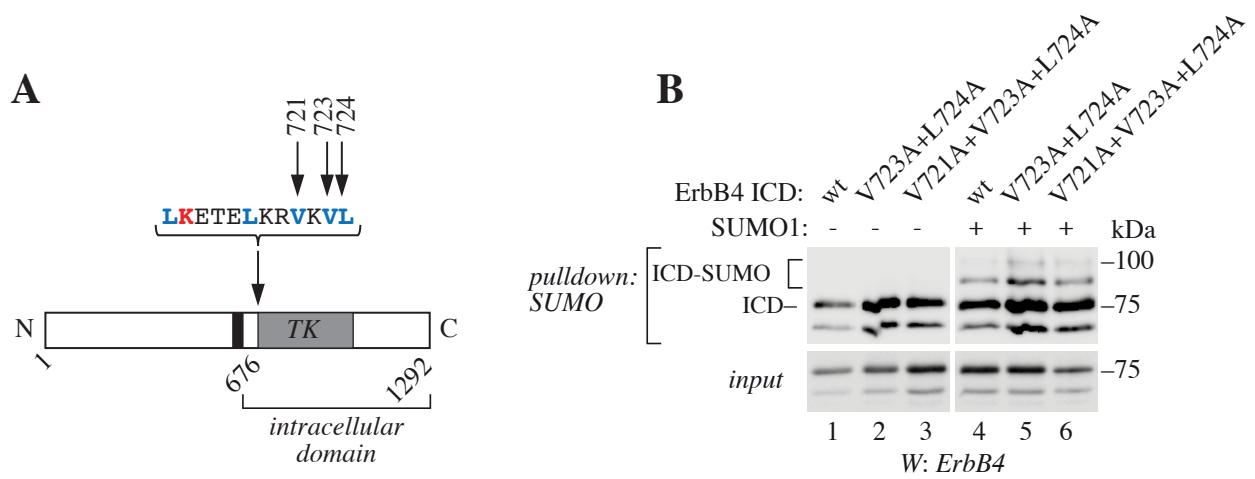 A
721
723
724
LKETELKRVKVL
N
TK
C
1
676
1292
intracellular
domain
B
ErbB4 ICD:
wt
V723A+L724A
V721A+V723A+L724A
wt
V723A+L724A
V721A+V723A+L724A
SUMO1:
- - - + + +
kDa
pulldown:
SUMO
ICD-SUMO
ICD–
–100
–75
input
–75
1 2 3 4 5 6
W: ErbB4